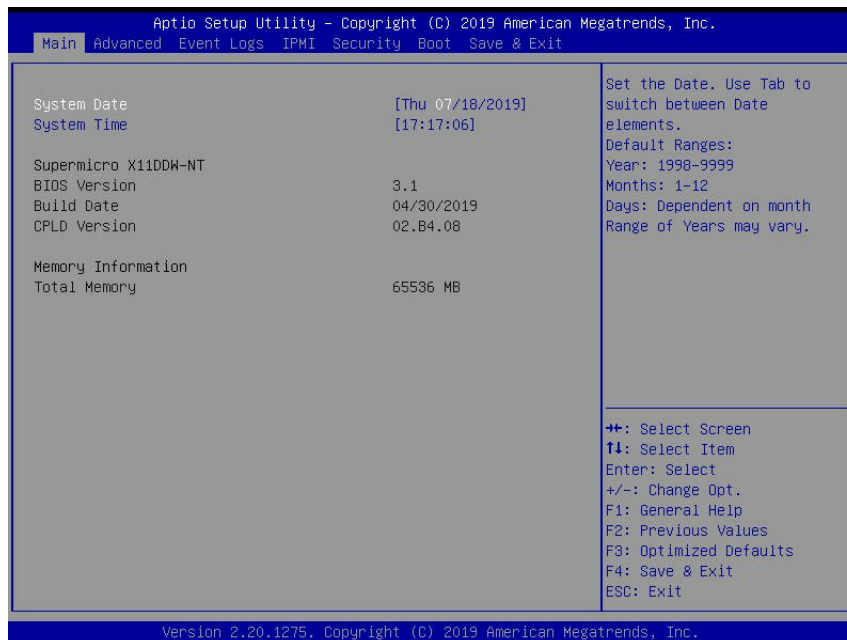 Aptio Setup Utility – Copyright (C) 2019 American Megatrends, Inc.
Main Advanced Event Logs IPMI Security Boot Save & Exit
System Date [Thu 07/18/2019]
System Time [17:17:06]
Supermicro X11DDW-NT
BIOS Version 3.1
Build Date 04/30/2019
CPLD Version 02.B4.08
Memory Information
Total Memory 65536 MB
Set the Date. Use Tab to
switch between Date
elements.
Default Ranges:
Year: 1998-9999
Months: 1-12
Days: Dependent on month
Range of Years may vary.
→←: Select Screen
↑↓: Select Item
Enter: Select
+/-: Change Opt.
F1: General Help
F2: Previous Values
F3: Optimized Defaults
F4: Save & Exit
ESC: Exit
Version 2.20.1275. Copyright (C) 2019 American Megatrends, Inc.